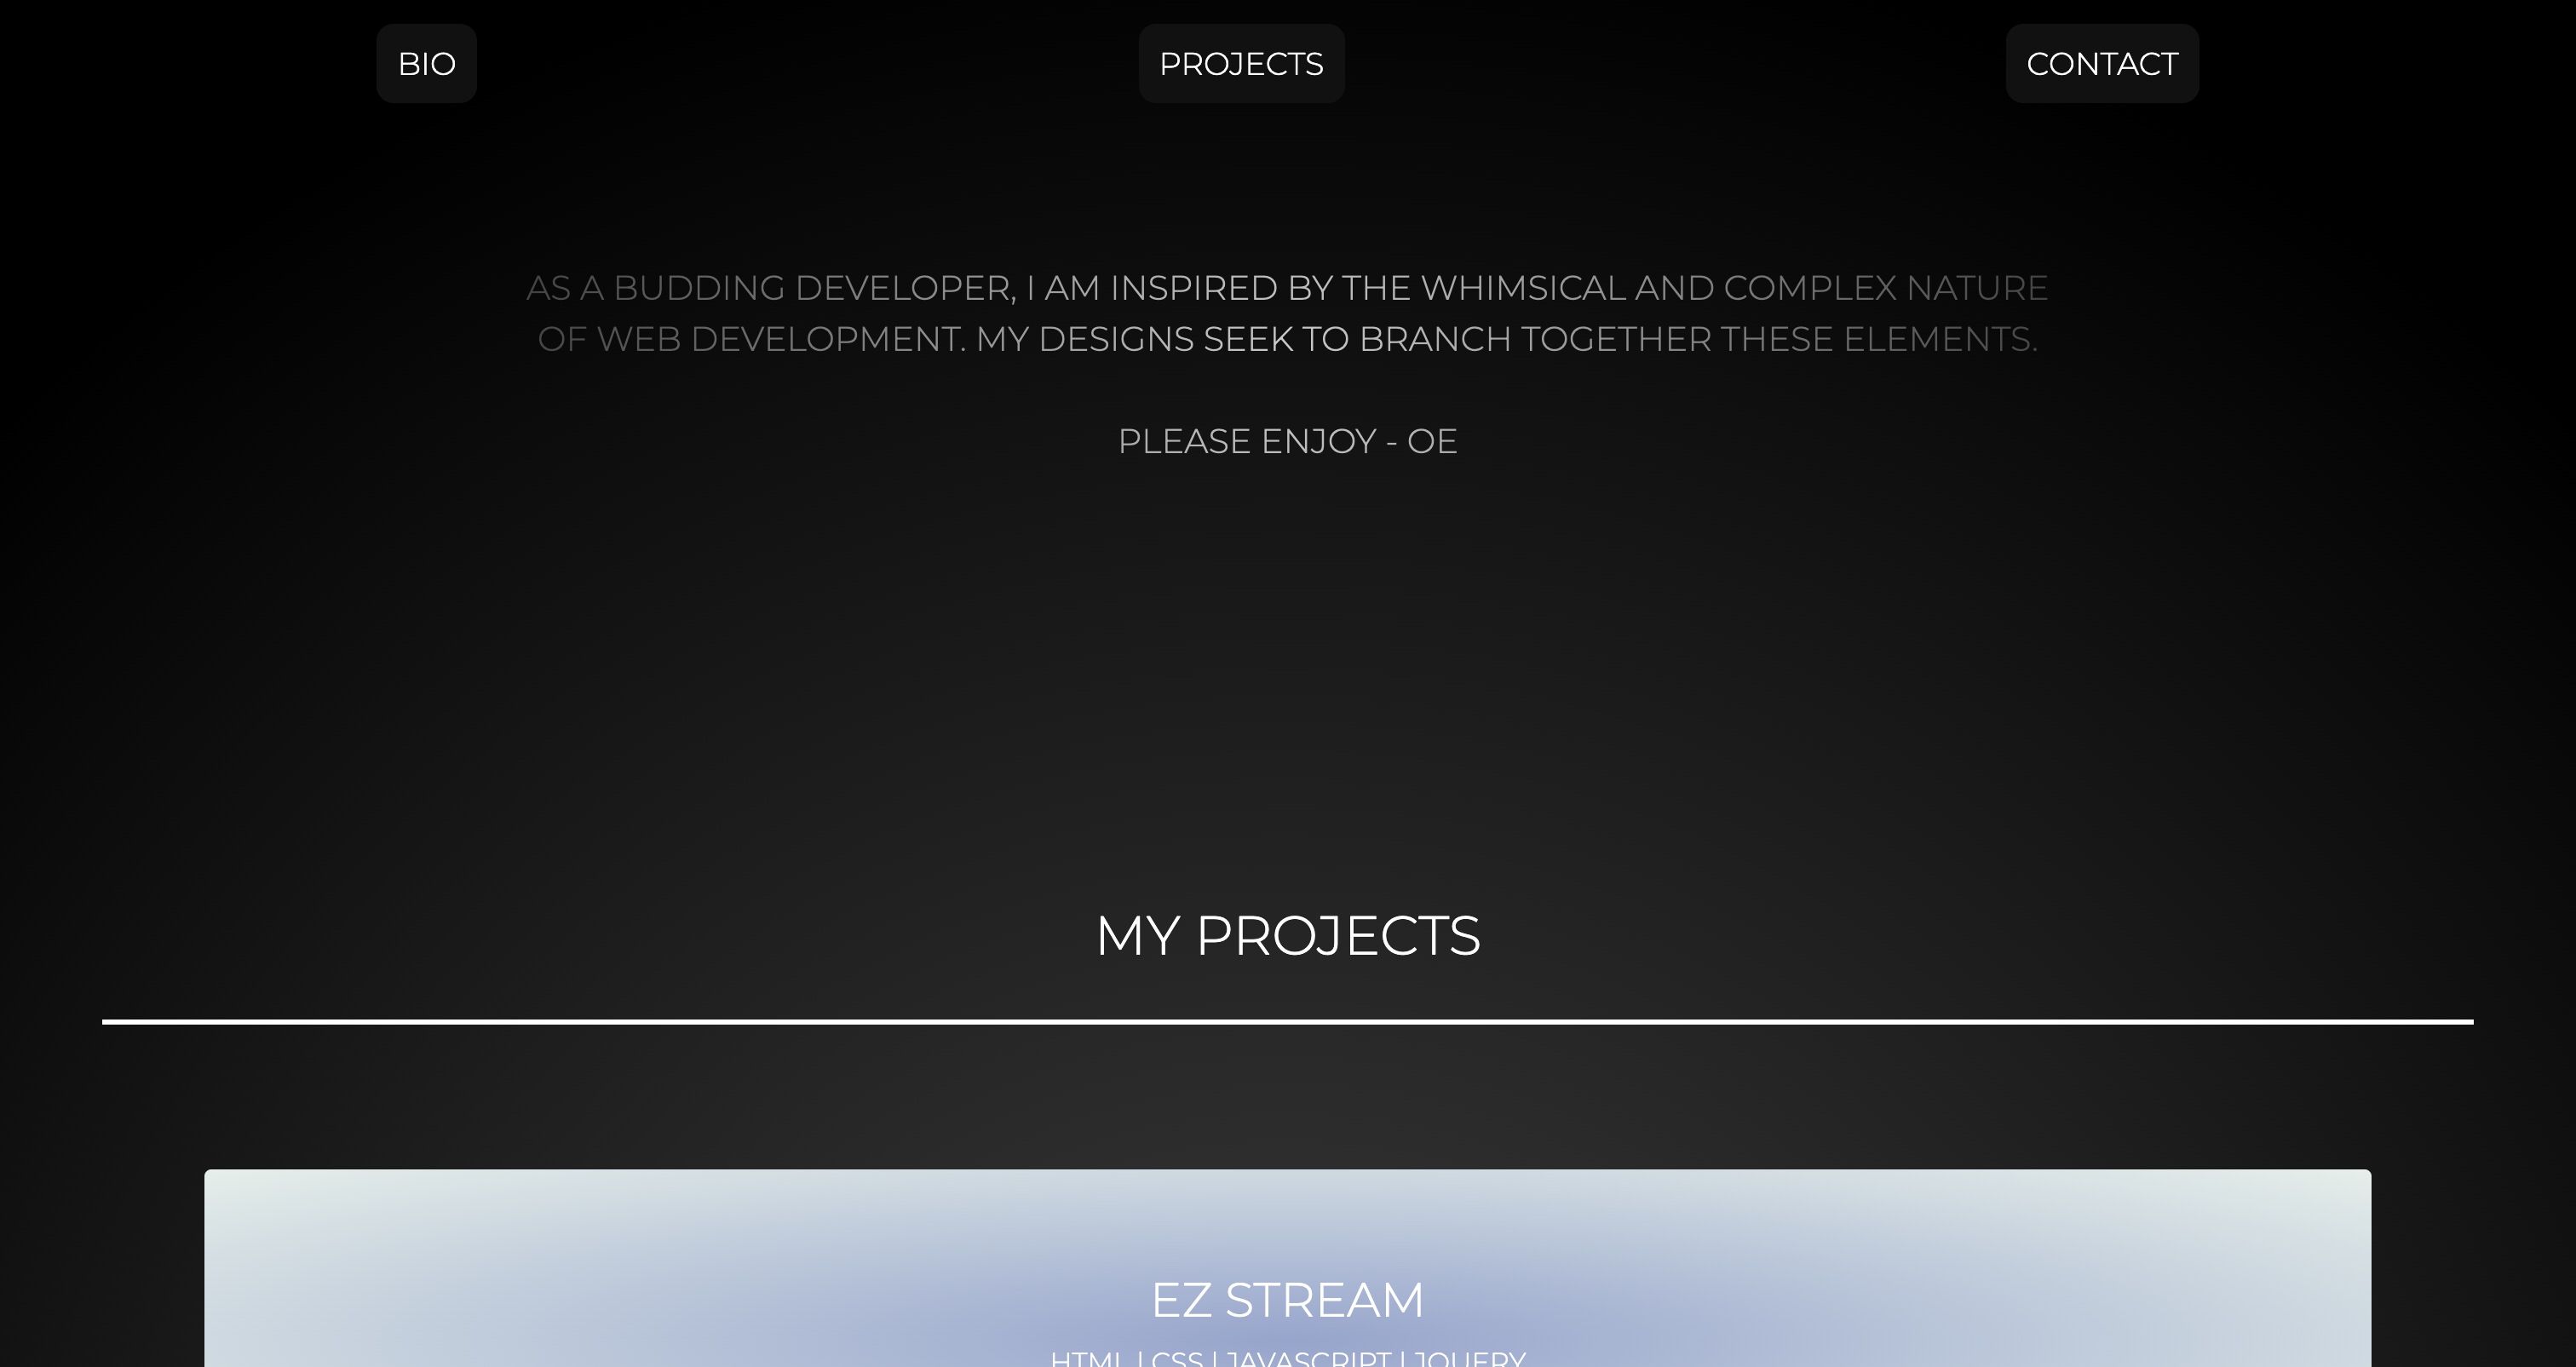 BIO
PROJECTS
CONTACT
AS A BUDDING DEVELOPER, I AM INSPIRED BY THE WHIMSICAL AND COMPLEX NATURE
OF WEB DEVELOPMENT. MY DESIGNS SEEK TO BRANCH TOGETHER THESE ELEMENTS.
PLEASE ENJOY - OE
MY PROJECTS
EZ STREAM
HTML | CSS | JAVASCRIPT | JQUERY